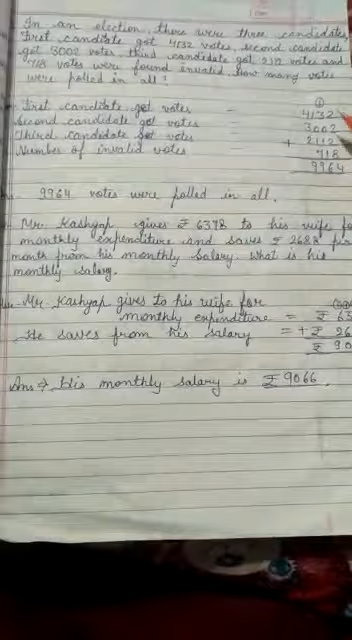 In an election, there were three candidates,
First candidate got 4132 votes, second candidate
got 3002 votes, third candidate got 2112 votes and
718 votes were found invalid. How many votes
were polled in all?
①
First candidate got votes - 4132
Second candidate got votes - 3002
Third candidate got votes - + 2112
Number of invalid votes - 718
9964
9964 votes were polled in all.
Mr. Kashyap gives ₹ 6378 to his wife fo
monthly expenditure and saves ₹ 2688
month from his monthly salary. What is his
monthly salary.
Mr. Kashyap gives to his wife for
monthly expenditure = ₹ 63
He saves from his salary = + ₹ 26
₹ 90
Ans ⇒ His monthly salary is ₹ 9066.